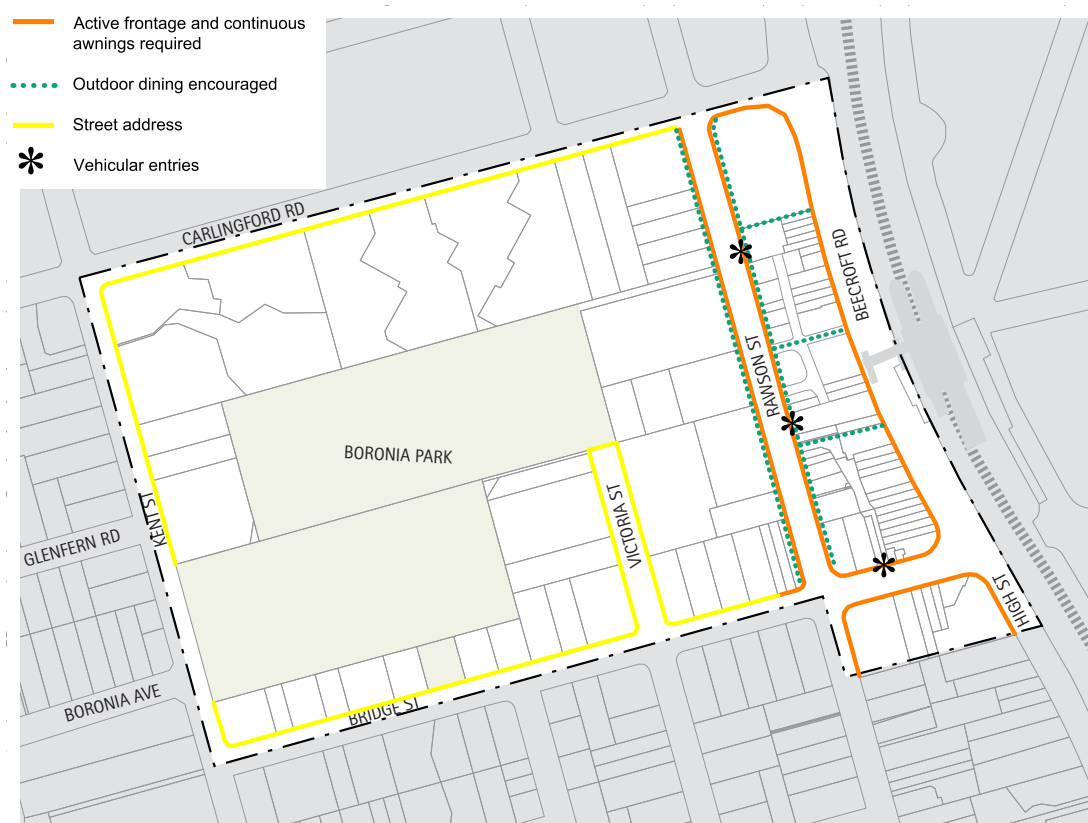 Active frontage and continuous
awnings required
Outdoor dining encouraged
Street address
Vehicular entries
CARLINGFORD RD
BEECROFT RD
RAWSON ST
BORONIA PARK
KENT ST
GLENFERN RD
VICTORIA ST
HIGH ST
BORONIA AVE
BRIDGE ST